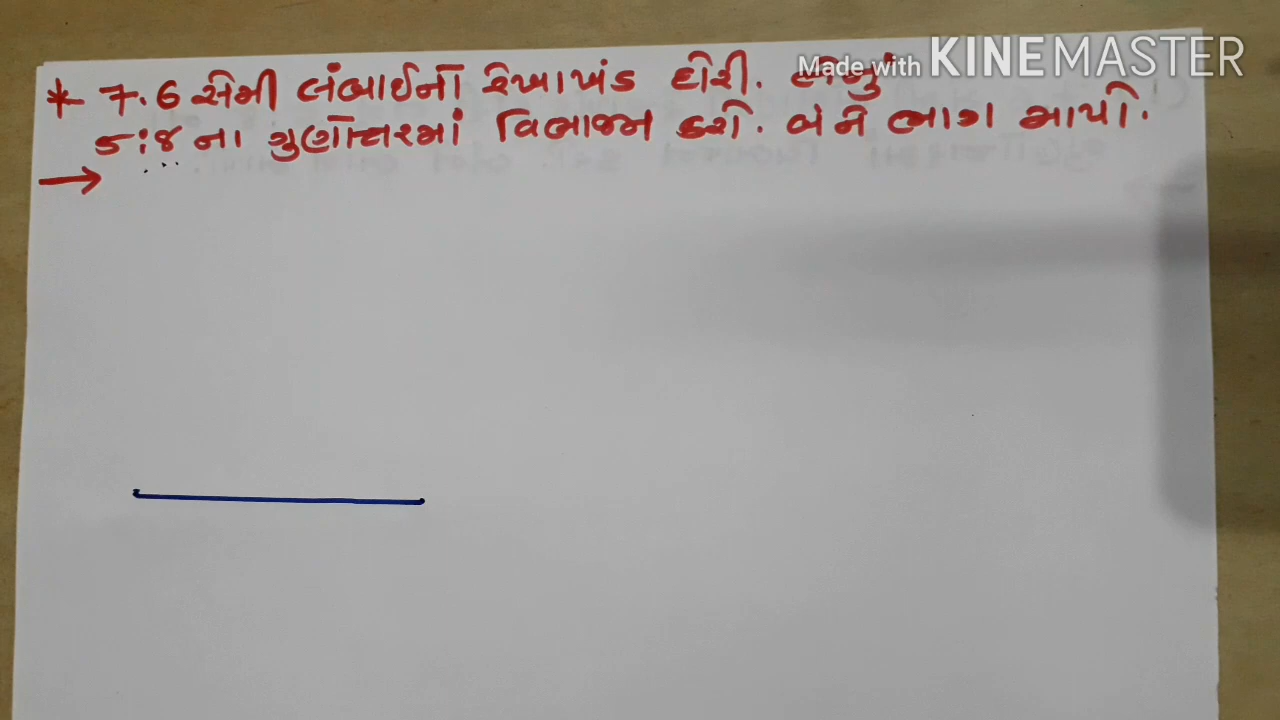 * 7.6 સેમી લંબાઈનો રેખાખંડ દોરી. તેનું
5:8 ના ગુણોત્તરમાં વિભાજન કરો. બંને ભાગ માપો.
Made with KINEMASTER